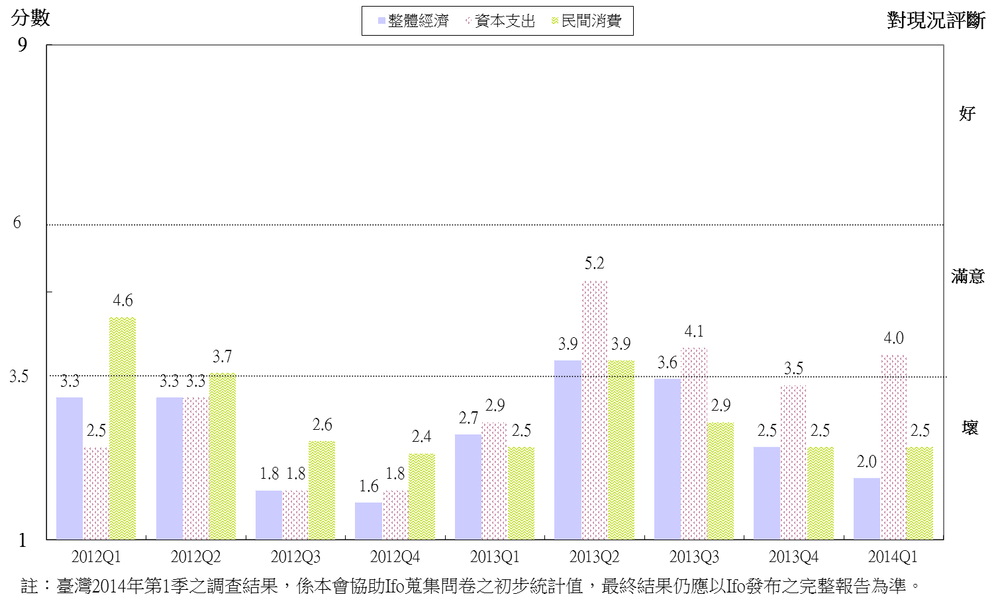 分數 整體經濟 資本支出 民間消費 對現況評斷
9
好
6
5.2
滿意
4.6
4.1
4.0
3.9 3.9
3.7
3.6
3.5
3.5
3.3 3.3 3.3
2.9 2.9
2.7
2.6
2.5 2.5 2.5 2.5 2.5
壞
2.4
2.0
1.8 1.8 1.8
1.6
1
2012Q1 2012Q2 2012Q3 2012Q4 2013Q1 2013Q2 2013Q3 2013Q4 2014Q1
註：臺灣2014年第1季之調查結果，係本會協助Ifo蒐集問卷之初步統計值，最終結果仍應以Ifo發布之完整報告為準。